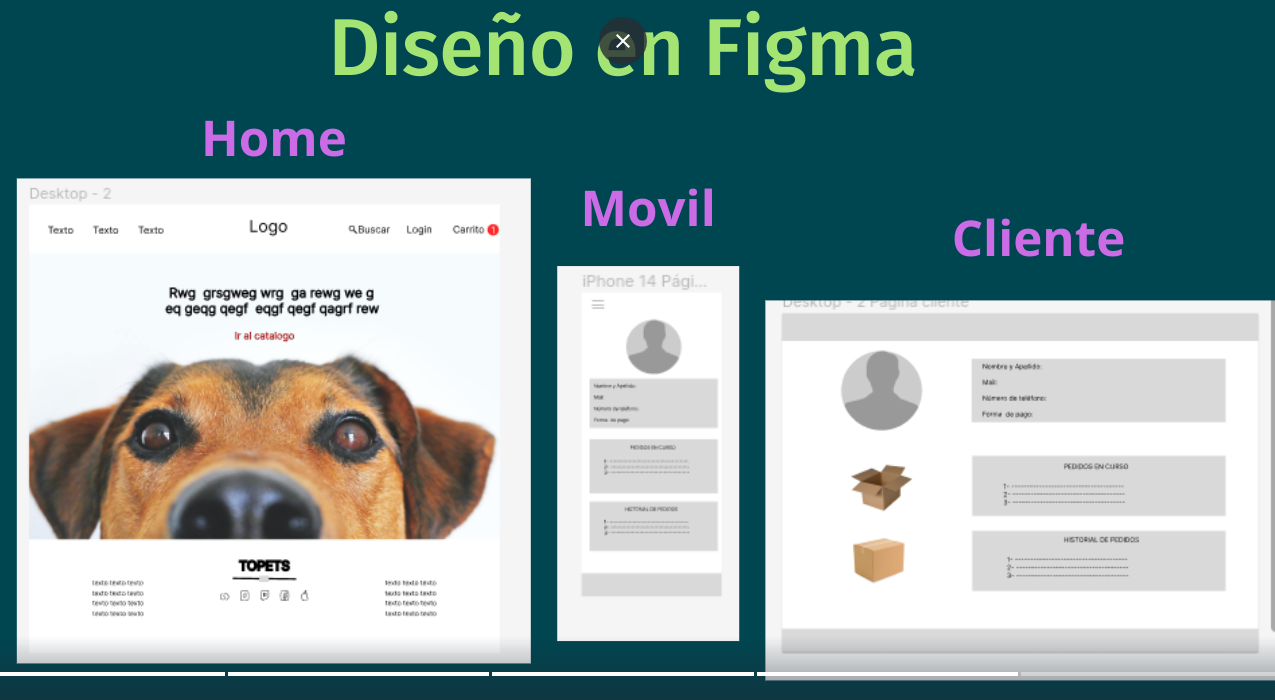 Diseño en Figma
Home
Desktop - 2
Texto Texto Texto
Logo
Buscar Login Carrito 1
Rwg grsgweg wrg ga rewg we g
eq geqg qegf eqgf qegf qagrf rew
Ir al catalogo
TOPETS
texto texto texto
texto texto texto
texto texto texto
texto texto texto
texto texto texto
texto texto texto
texto texto texto
texto texto texto
Movil
iPhone 14 Pági...
Nombre y Apellido:
Mail:
Número de teléfono:
Forma de pago:
PEDIDOS EN CURSO
1-
2-
3-
HISTORIAL DE PEDIDOS
1-
2-
3-
Cliente
Desktop - 2 Pagina cliente
Nombre y Apellido:
Mail:
Número de teléfono:
Forma de pago:
PEDIDOS EN CURSO
1-
2-
3-
HISTORIAL DE PEDIDOS
1-
2-
3-